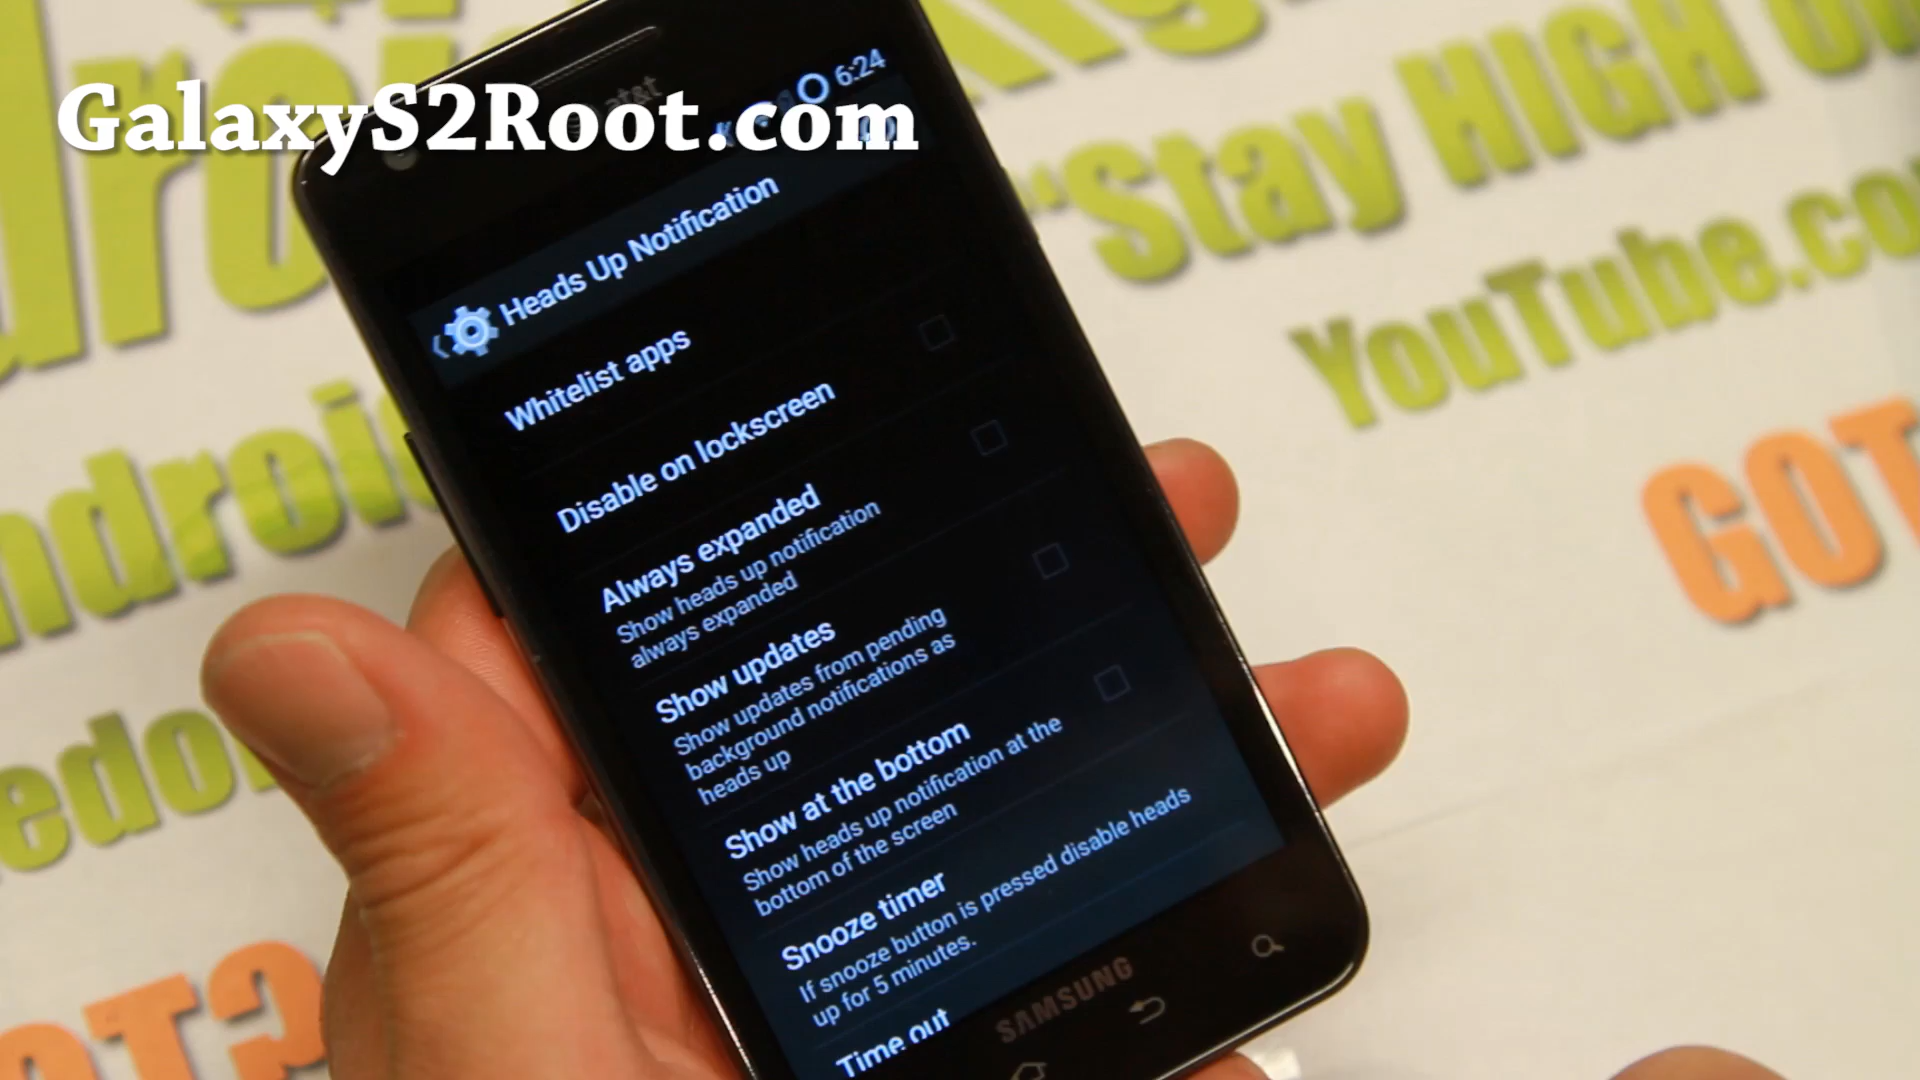 GalaxyS2Root.com
at&t
6:24
Heads Up Notification
Whitelist apps
Disable on lockscreen
Always expanded
Show heads up notification
always expanded
Show updates
Show updates from pending
background notifications as
heads up
Show at the bottom
Show heads up notification at the
bottom of the screen
Snooze timer
If snooze button is pressed disable heads
up for 5 minutes.
Time out
SAMSUNG
Stay HIGH on
YouTube.co
GOT